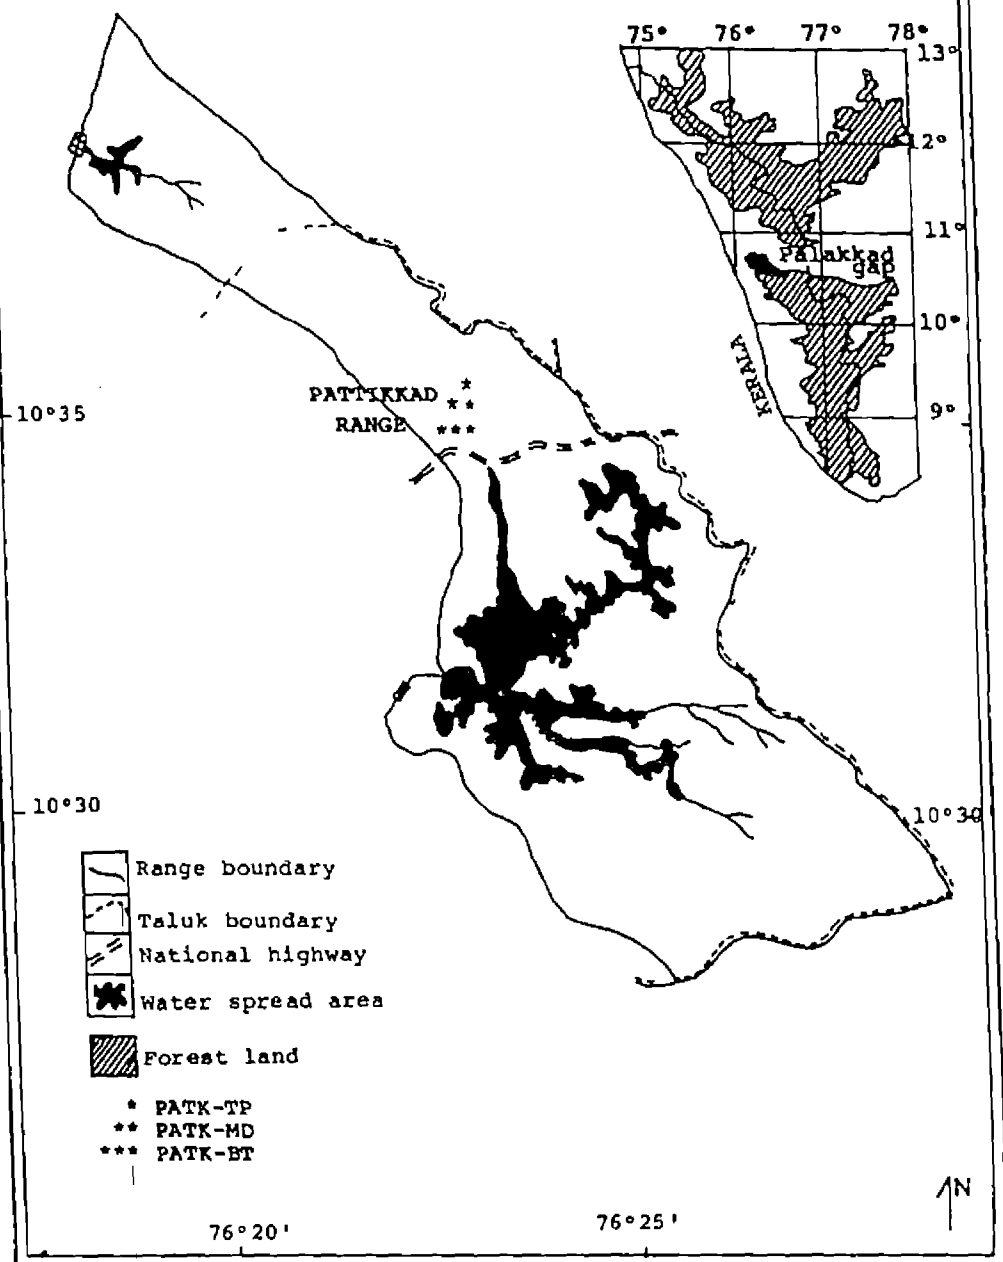 75° 76° 77° 78°
13°
12°
11°
Palakkad
gap
10°
9°
KERALA
PATTIKKAD *
RANGE * *
***
10°35
10°30
10°30
Range boundary
Taluk boundary
National highway
Water spread area
Forest land
* PATK-TP
** PATK-MD
*** PATK-BT
N
76°20'
76°25'